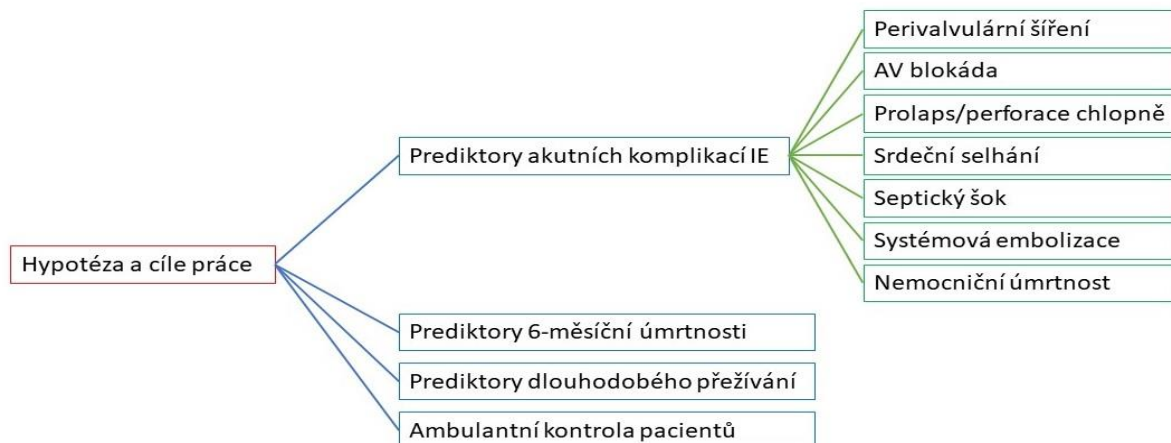 Hypotéza a cíle práce
Prediktory akutních komplikací IE
Perivalvulární šíření
AV blokáda
Prolaps/perforace chlopně
Srdeční selhání
Septický šok
Systémová embolizace
Nemocniční úmrtnost
Prediktory 6-měsíční úmrtnosti
Prediktory dlouhodobého přežívání
Ambulantní kontrola pacientů